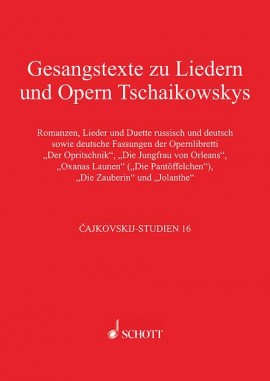 Gesangstexte zu Liedern
und Opern Tschaikowskys
Romanzen, Lieder und Duette russisch und deutsch
sowie deutsche Fassungen der Opernlibretti
„Der Opritschnik“, „Die Jungfrau von Orleans“,
„Oxanas Launen“ („Die Pantöffelchen“),
„Die Zauberin“ und „Jolanthe“
ČAJKOVSKIJ-STUDIEN 16
SCHOTT